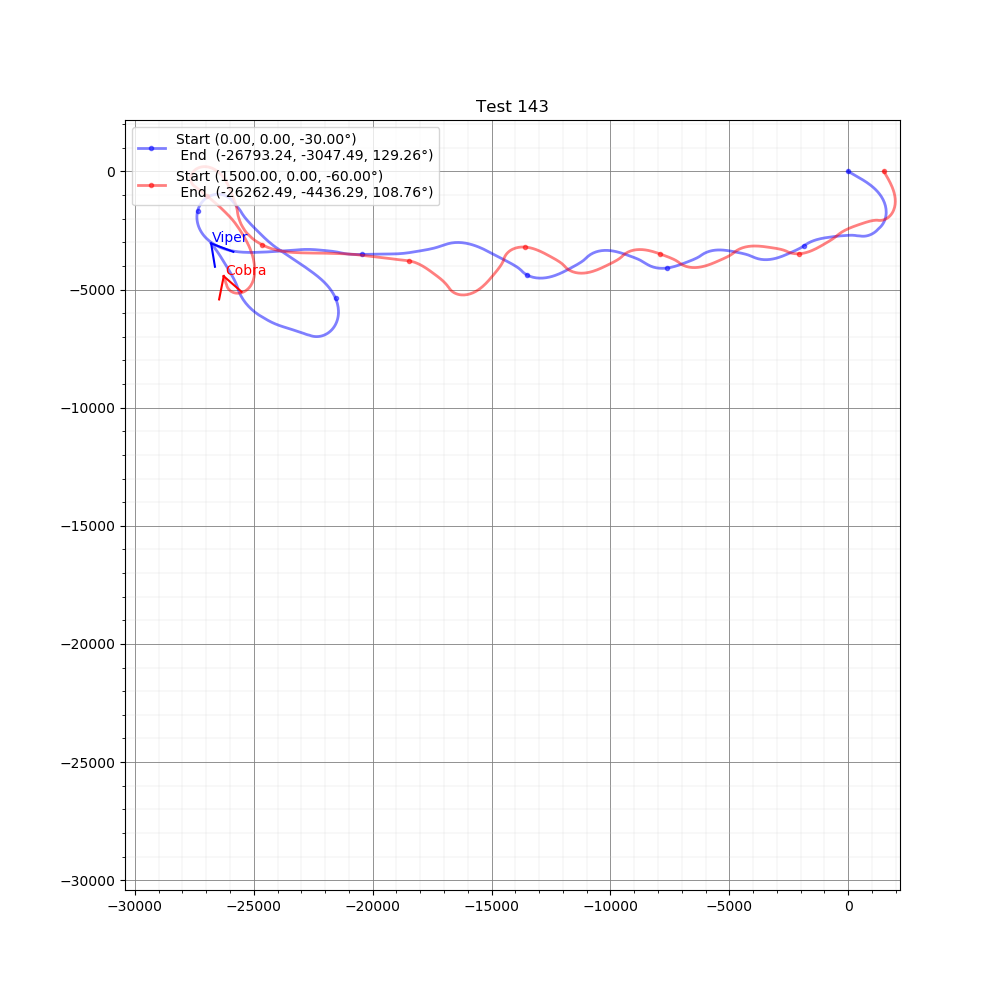 Test 143
Start (0.00, 0.00, -30.00°)
End (-26793.24, -3047.49, 129.26°)
Start (1500.00, 0.00, -60.00°)
End (-26262.49, -4436.29, 108.76°)
0
Viper
Cobra
−5000
−10000
−15000
−20000
−25000
−30000
−30000 −25000 −20000 −15000 −10000 −5000 0